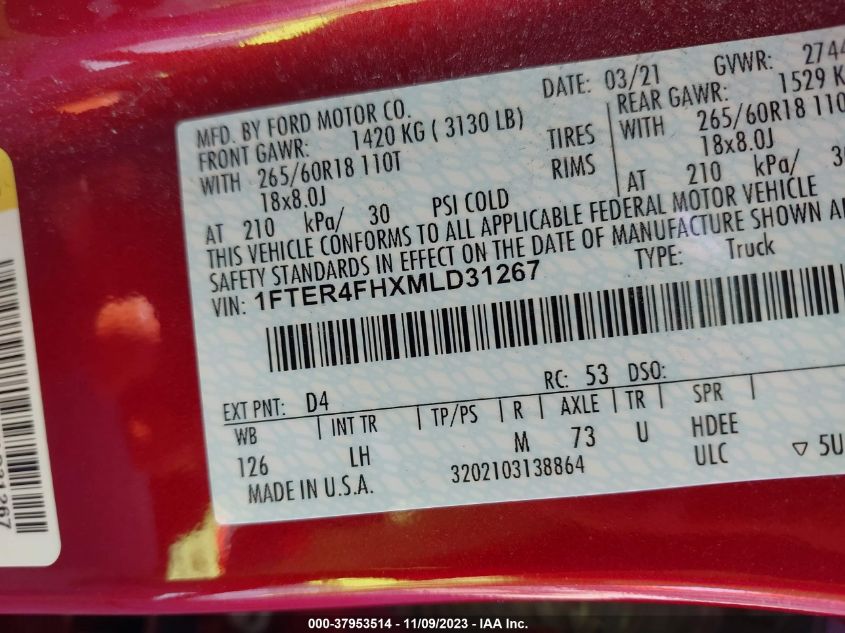 MFD. BY FORD MOTOR CO.
DATE: 03/21
GVWR: 2744
FRONT GAWR: 1420 KG ( 3130 LB)
REAR GAWR: 1529 K
WITH 265/60R18 110T TIRES
WITH 265/60R18 110
18x8.0J RIMS
18x8.0J
AT 210 kPa/ 30 PSI COLD
AT 210 kPa/ 30
THIS VEHICLE CONFORMS TO ALL APPLICABLE FEDERAL MOTOR VEHICLE
SAFETY STANDARDS IN EFFECT ON THE DATE OF MANUFACTURE SHOWN
VIN: 1FTER4FHXMLD31267
TYPE: Truck
EXT PNT: D4
RC: 53 DSO:
WB INT TR TP/PS R AXLE TR SPR
126 LH M 73 U HDEE
ULC ▽ 5U
MADE IN U.S.A.
3202103138864
000-37953514 - 11/09/2023 - IAA Inc.